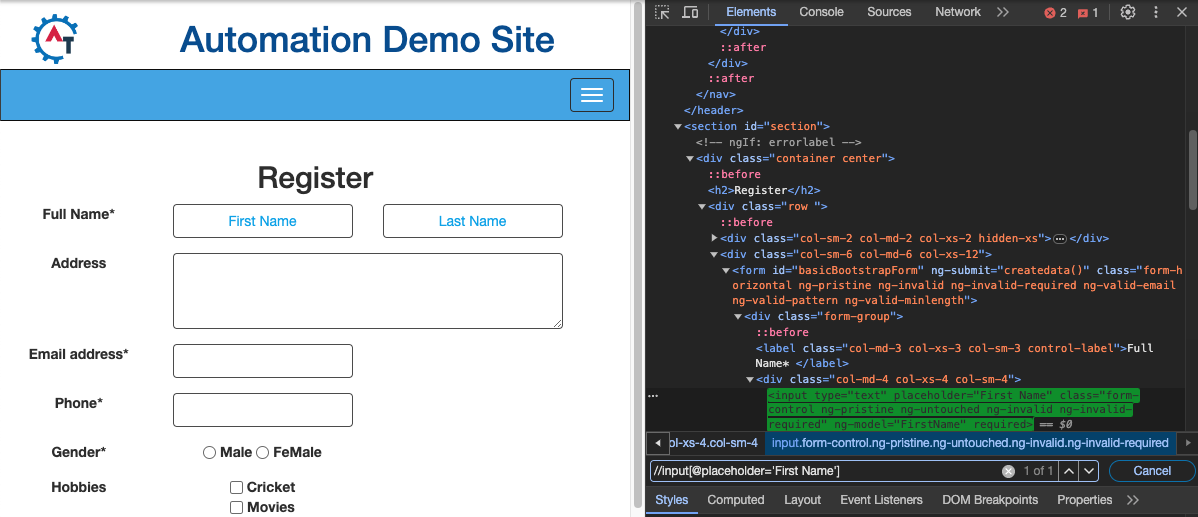 AT
Automation Demo Site
Register
Full Name*
First Name
Last Name
Address
Email address*
Phone*
Gender*
Male
FeMale
Hobbies
Cricket
Movies
Elements
Console
Sources
Network
2
1
</div>
::after
</div>
::after
</nav>
</header>
<section id="section">
<!-- ngIf: errorlabel -->
<div class="container center">
::before
<h2>Register</h2>
<div class="row ">
::before
<div class="col-sm-2 col-md-2 col-xs-2 hidden-xs">…</div>
<div class="col-sm-6 col-md-6 col-xs-12">
<form id="basicBootstrapForm" ng-submit="createdata()" class="form-h
orizontal ng-pristine ng-invalid ng-invalid-required ng-valid-email
ng-valid-pattern ng-valid-minlength">
<div class="form-group">
::before
<label class="col-md-3 col-xs-3 col-sm-3 control-label">Full
Name* </label>
<div class="col-md-4 col-xs-4 col-sm-4">
<input type="text" placeholder="First Name" class="form-
control ng-pristine ng-untouched ng-invalid ng-invalid-
required" ng-model="FirstName" required> == $0
ol-xs-4.col-sm-4
input.form-control.ng-pristine.ng-untouched.ng-invalid.ng-invalid-required
//input[@placeholder='First Name']
1 of 1
Cancel
Styles
Computed
Layout
Event Listeners
DOM Breakpoints
Properties